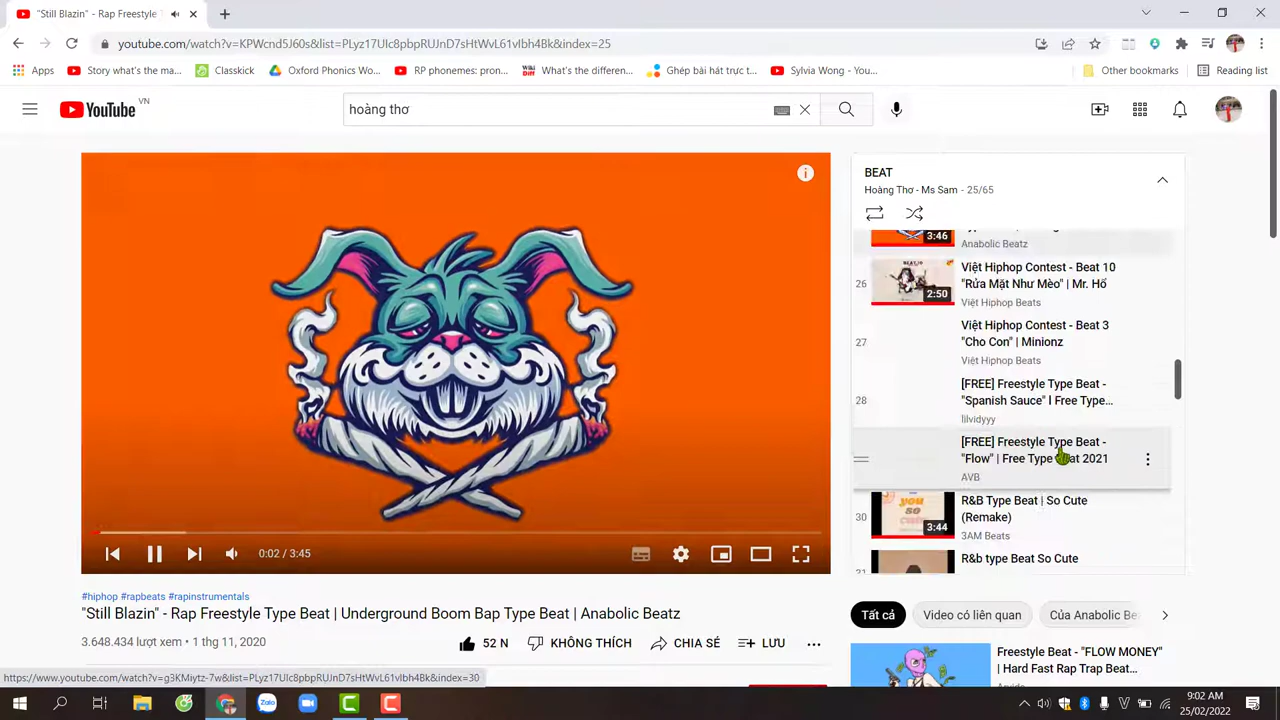 "Still Blazin" - Rap Freestyle T
youtube.com/watch?v=KPWcnd5J60s&list=PLyz17Ulc8pbpRUnD7sHtWvL61vIbh4Bk&index=25
Apps
Story what's the ma...
Classkick
Oxford Phonics Wo...
RP phonemes: pron...
What's the differen...
Ghép bài hát trực t...
Sylvia Wong - You...
Other bookmarks
Reading list
YouTube VN
hoàng thơ
BEAT
Hoàng Thơ - Ms Sam - 25/65
3:46
Anabolic Beatz
26
2:50
Việt Hiphop Contest - Beat 10
"Rửa Mặt Như Mèo" | Mr. Hổ
Việt Hiphop Beats
27
Việt Hiphop Contest - Beat 3
"Cho Con" | Minionz
Việt Hiphop Beats
28
[FREE] Freestyle Type Beat -
"Spanish Sauce" l Free Type...
lilvidyyy
[FREE] Freestyle Type Beat -
"Flow" | Free Type Beat 2021
AVB
30
YOU SO
3:44
R&B Type Beat | So Cute
(Remake)
3AM Beats
31
R&b type Beat So Cute
0:02 / 3:45
#hiphop #rapbeats #rapinstrumentals
"Still Blazin" - Rap Freestyle Type Beat | Underground Boom Bap Type Beat | Anabolic Beatz
3.648.434 lượt xem • 1 thg 11, 2020
52 N
KHÔNG THÍCH
CHIA SẺ
LƯU
Tất cả
Video có liên quan
Của Anabolic Be
Freestyle Beat - "FLOW MONEY"
| Hard Fast Rap Trap Beat...
https://www.youtube.com/watch?v=g3KMiytz-7w&list=PLyz17Ulc8pbpRUnD7sHtWvL61vIbh4Bk&index=30
Zalo
9:02 AM
25/02/2022